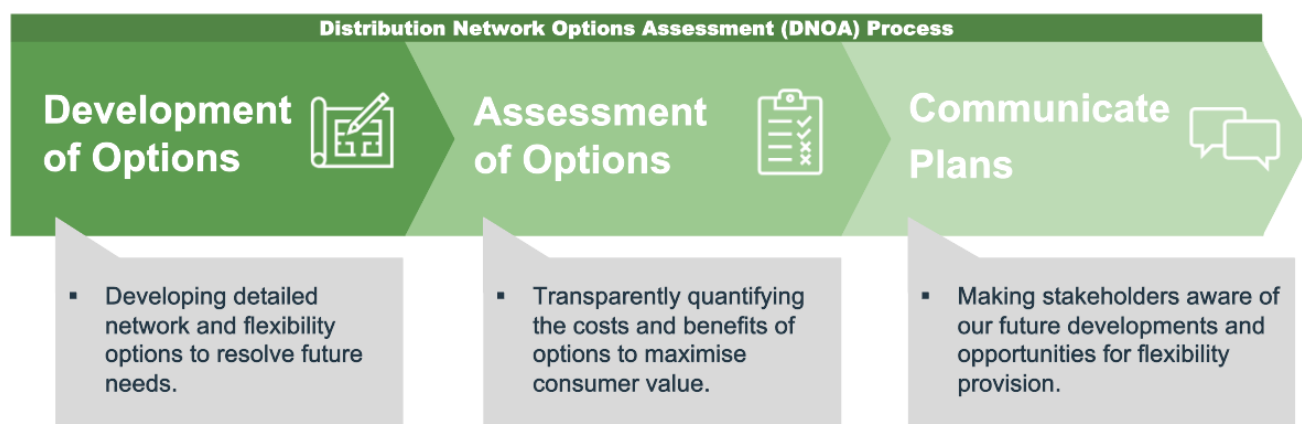 Distribution Network Options Assessment (DNOA) Process
Development
of Options
Assessment
of Options
Communicate
Plans
▪ Developing detailed
network and flexibility
options to resolve future
needs.
▪ Transparently quantifying
the costs and benefits of
options to maximise
consumer value.
▪ Making stakeholders aware of
our future developments and
opportunities for flexibility
provision.